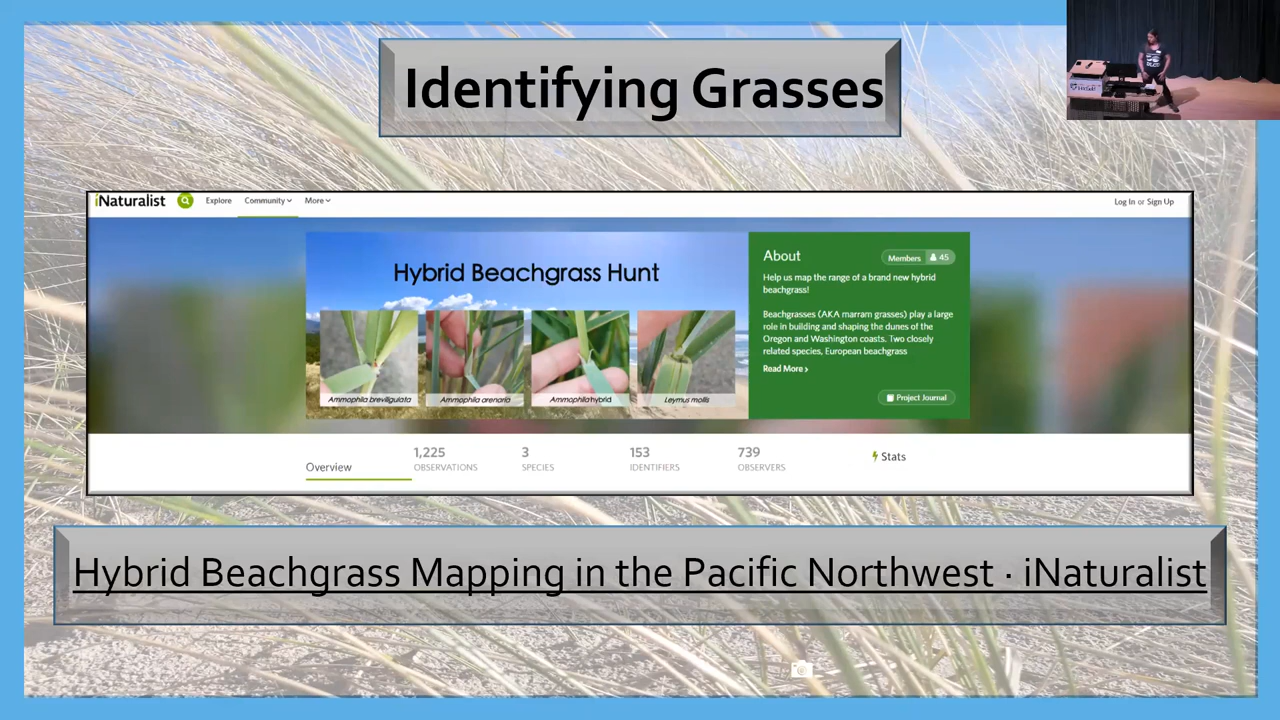 Identifying Grasses
iNaturalist Explore Community More Log In or Sign Up
Hybrid Beachgrass Hunt
Ammophila breviligulata Ammophila arenaria Ammophila hybrid Leymus mollis
About Members 45
Help us map the range of a brand new hybrid
beachgrass!
Beachgrasses (AKA marram grasses) play a large
role in building and shaping the dunes of the
Oregon and Washington coasts. Two closely
related species, European beachgrass
Read More
Project Journal
Overview
1,225
OBSERVATIONS
3
SPECIES
153
IDENTIFIERS
739
OBSERVERS
Stats
Hybrid Beachgrass Mapping in the Pacific Northwest · iNaturalist